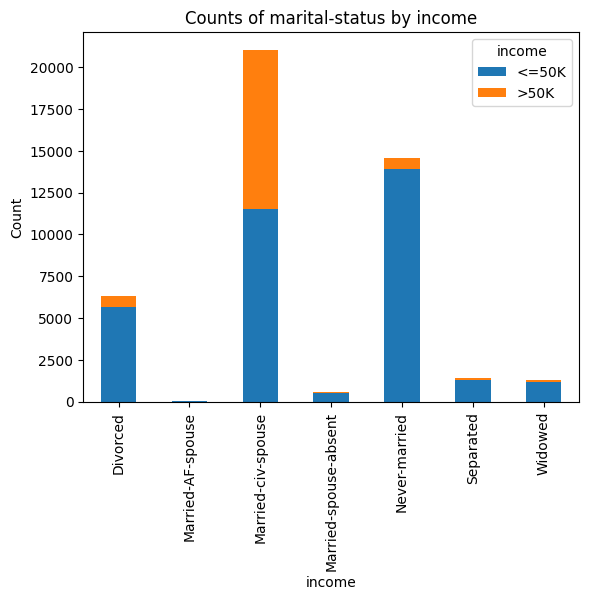 Counts of marital-status by income
income
<=50K
>50K
20000
17500
15000
12500
10000
7500
5000
2500
0
Count
Divorced
Married-AF-spouse
Married-civ-spouse
Married-spouse-absent
Never-married
Separated
Widowed
income